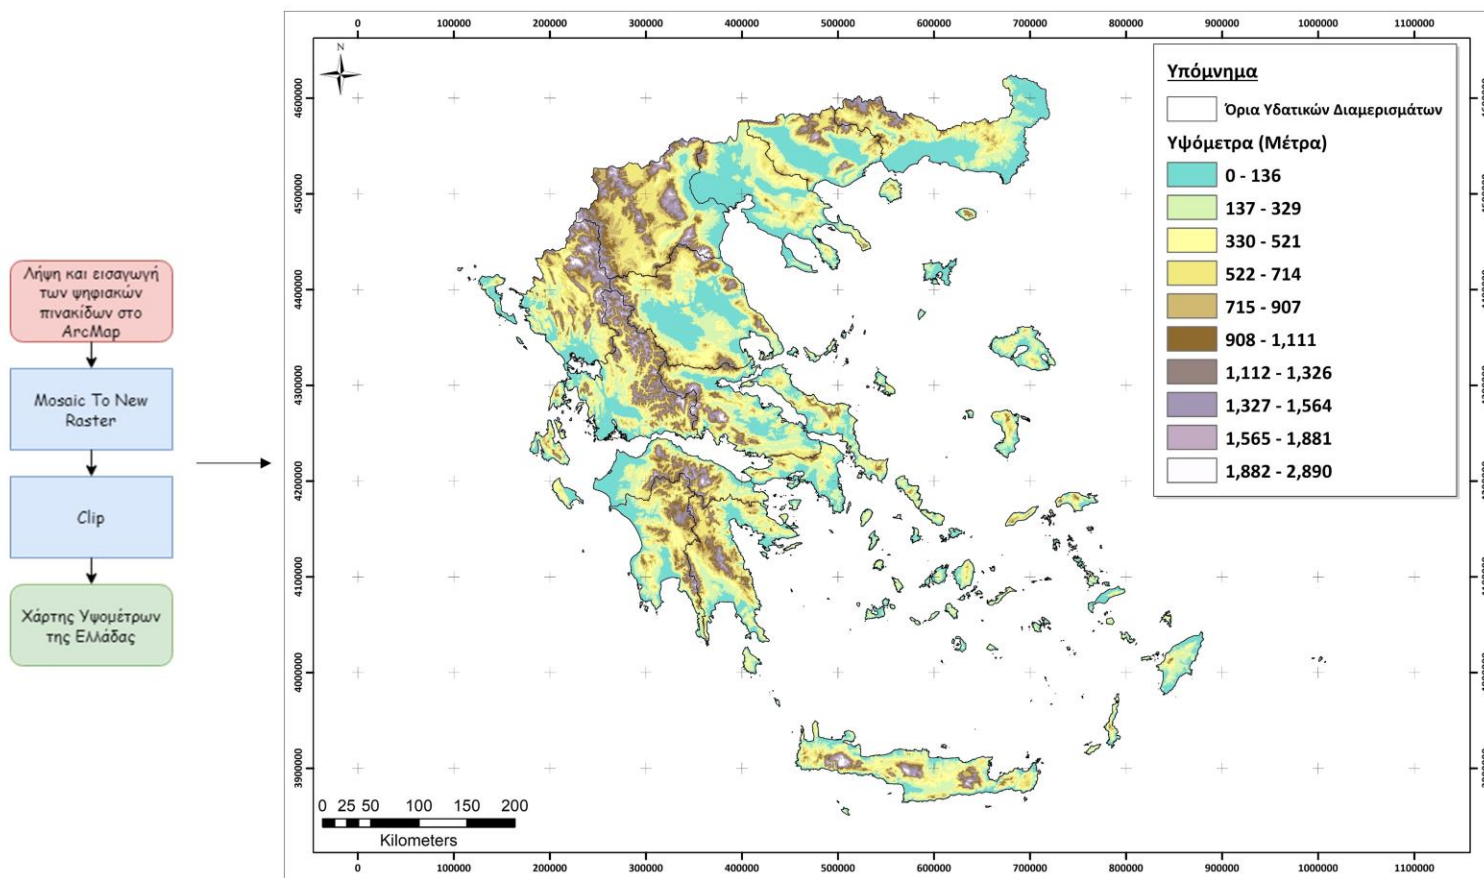 Λήψη και εισαγωγή
των ψηφιακών
πινακίδων στο
ArcMap
Mosaic To New
Raster
Clip
Χάρτης Υψομέτρων
της Ελλάδας
0 100000 200000 300000 400000 500000 600000 700000 800000 900000 1000000 1100000
N
4600000
4500000
4400000
4300000
4200000
4100000
4000000
3900000
Υπόμνημα
Όρια Υδατικών Διαμερισμάτων
Υψόμετρα (Μέτρα)
0 - 136
137 - 329
330 - 521
522 - 714
715 - 907
908 - 1,111
1,112 - 1,326
1,327 - 1,564
1,565 - 1,881
1,882 - 2,890
0 25 50 100 150 200
Kilometers
0 100000 200000 300000 400000 500000 600000 700000 800000 900000 1000000 1100000